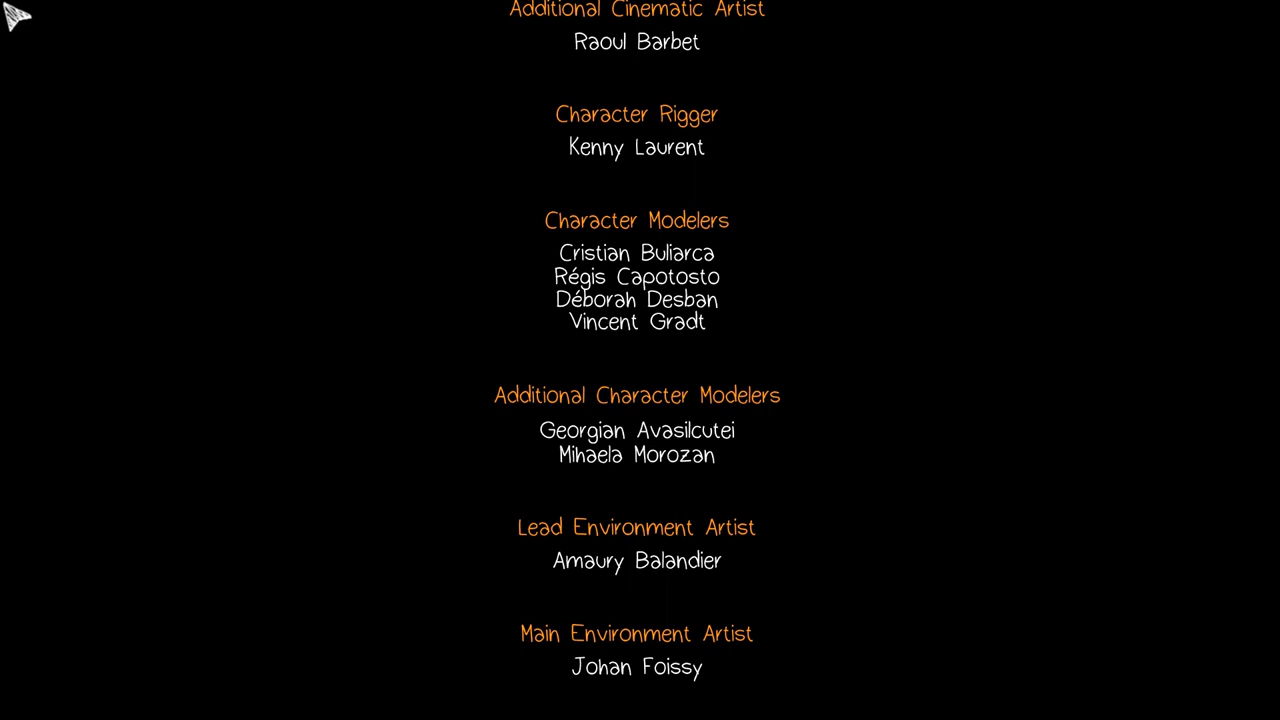 Additional Cinematic Artist
Raoul Barbet
Character Rigger
Kenny Laurent
Character Modelers
Cristian Buliarca
Régis Capotosto
Déborah Desban
Vincent Gradt
Additional Character Modelers
Georgian Avasilcutei
Mihaela Morozan
Lead Environment Artist
Amaury Balandier
Main Environment Artist
Johan Foissy